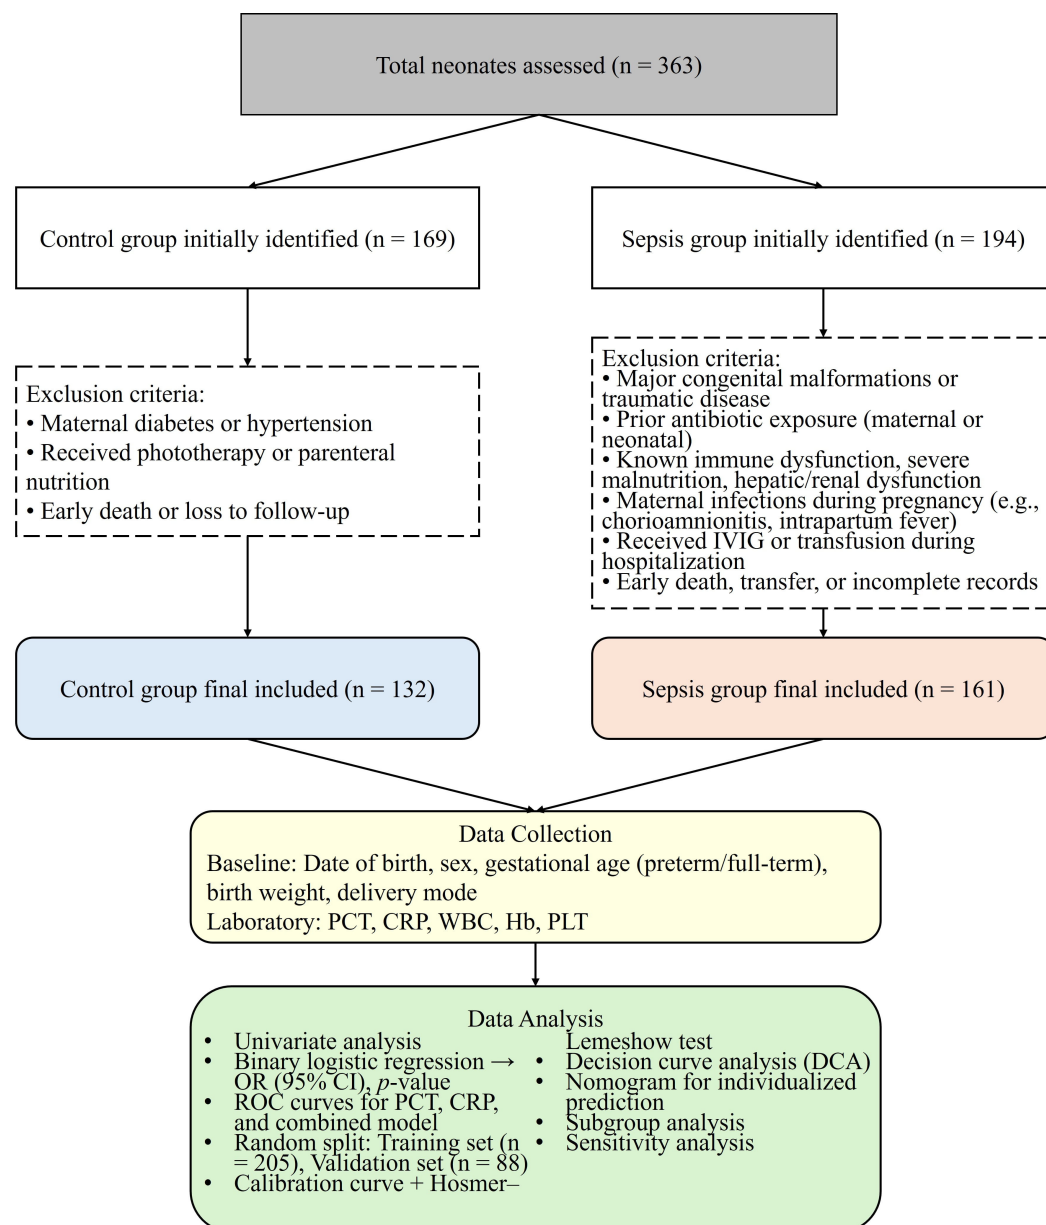 Total neonates assessed (n = 363)
Control group initially identified (n = 169)
Sepsis group initially identified (n = 194)
Exclusion criteria:
• Maternal diabetes or hypertension
• Received phototherapy or parenteral
nutrition
• Early death or loss to follow-up
Exclusion criteria:
• Major congenital malformations or
traumatic disease
• Prior antibiotic exposure (maternal or
neonatal)
• Known immune dysfunction, severe
malnutrition, hepatic/renal dysfunction
• Maternal infections during pregnancy (e.g.,
chorioamnionitis, intrapartum fever)
• Received IVIG or transfusion during
hospitalization
• Early death, transfer, or incomplete records
Control group final included (n = 132)
Sepsis group final included (n = 161)
Data Collection
Baseline: Date of birth, sex, gestational age (preterm/full-term),
birth weight, delivery mode
Laboratory: PCT, CRP, WBC, Hb, PLT
Data Analysis
• Univariate analysis
• Binary logistic regression →
OR (95% CI), p-value
• ROC curves for PCT, CRP,
and combined model
• Random split: Training set (n
= 205), Validation set (n = 88)
• Calibration curve + Hosmer–
Lemeshow test
• Decision curve analysis (DCA)
• Nomogram for individualized
prediction
• Subgroup analysis
• Sensitivity analysis